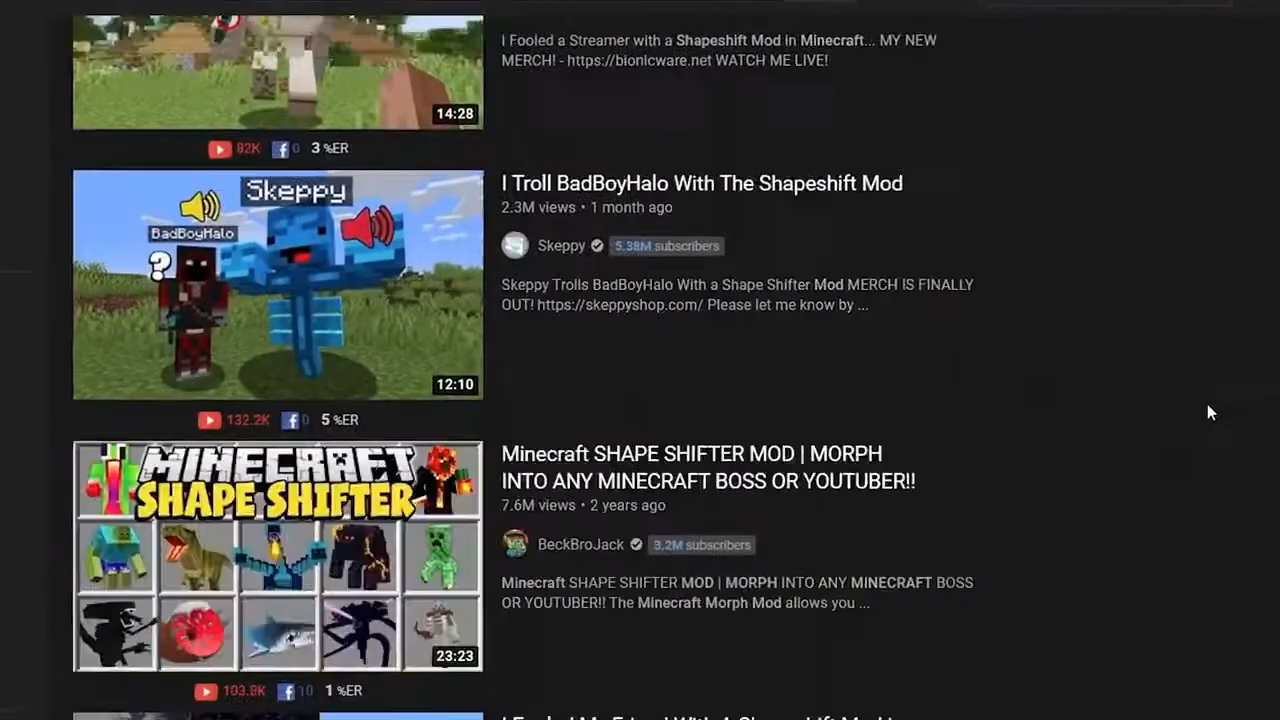 I Fooled a Streamer with a Shapeshift Mod in Minecraft... MY NEW
MERCH! - https://bionicware.net WATCH ME LIVE!
14:28
82K 0 3 %ER
Skeppy
BadBoyHalo
?
12:10
I Troll BadBoyHalo With The Shapeshift Mod
2.3M views • 1 month ago
Skeppy 5.38M subscribers
Skeppy Trolls BadBoyHalo With a Shape Shifter Mod MERCH IS FINALLY
OUT! https://skeppyshop.com/ Please let me know by ...
132.2K 0 5 %ER
MINECRAFT
SHAPE SHIFTER
23:23
Minecraft SHAPE SHIFTER MOD | MORPH
INTO ANY MINECRAFT BOSS OR YOUTUBER!!
7.6M views • 2 years ago
BeckBroJack 3.2M subscribers
Minecraft SHAPE SHIFTER MOD | MORPH INTO ANY MINECRAFT BOSS
OR YOUTUBER!! The Minecraft Morph Mod allows you ...
103.8K 10 1 %ER